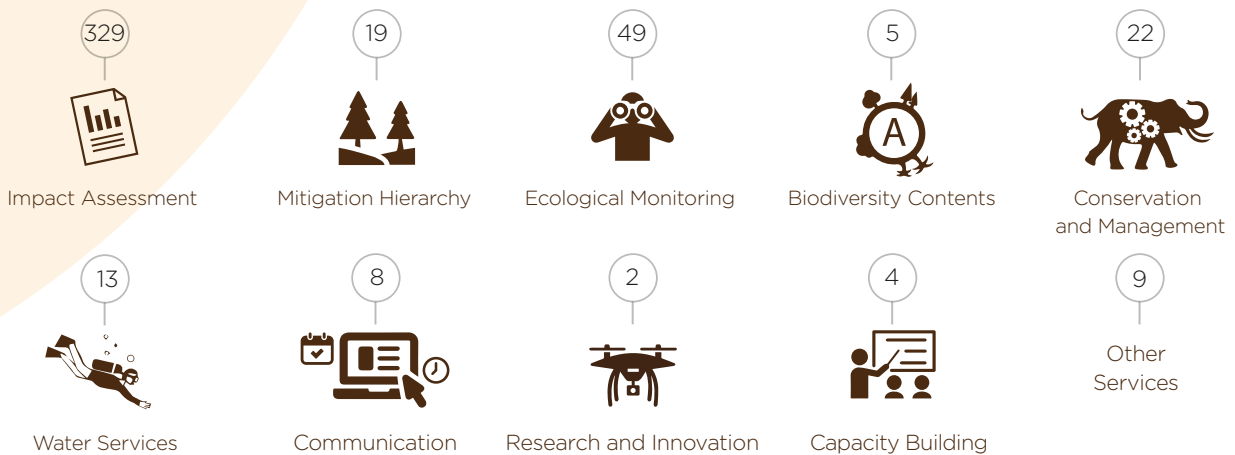 329
19
49
5
22
A
Impact Assessment
Mitigation Hierarchy
Ecological Monitoring
Biodiversity Contents
Conservation
and Management
13
8
2
4
9
Other
Services
Water Services
Communication
Research and Innovation
Capacity Building